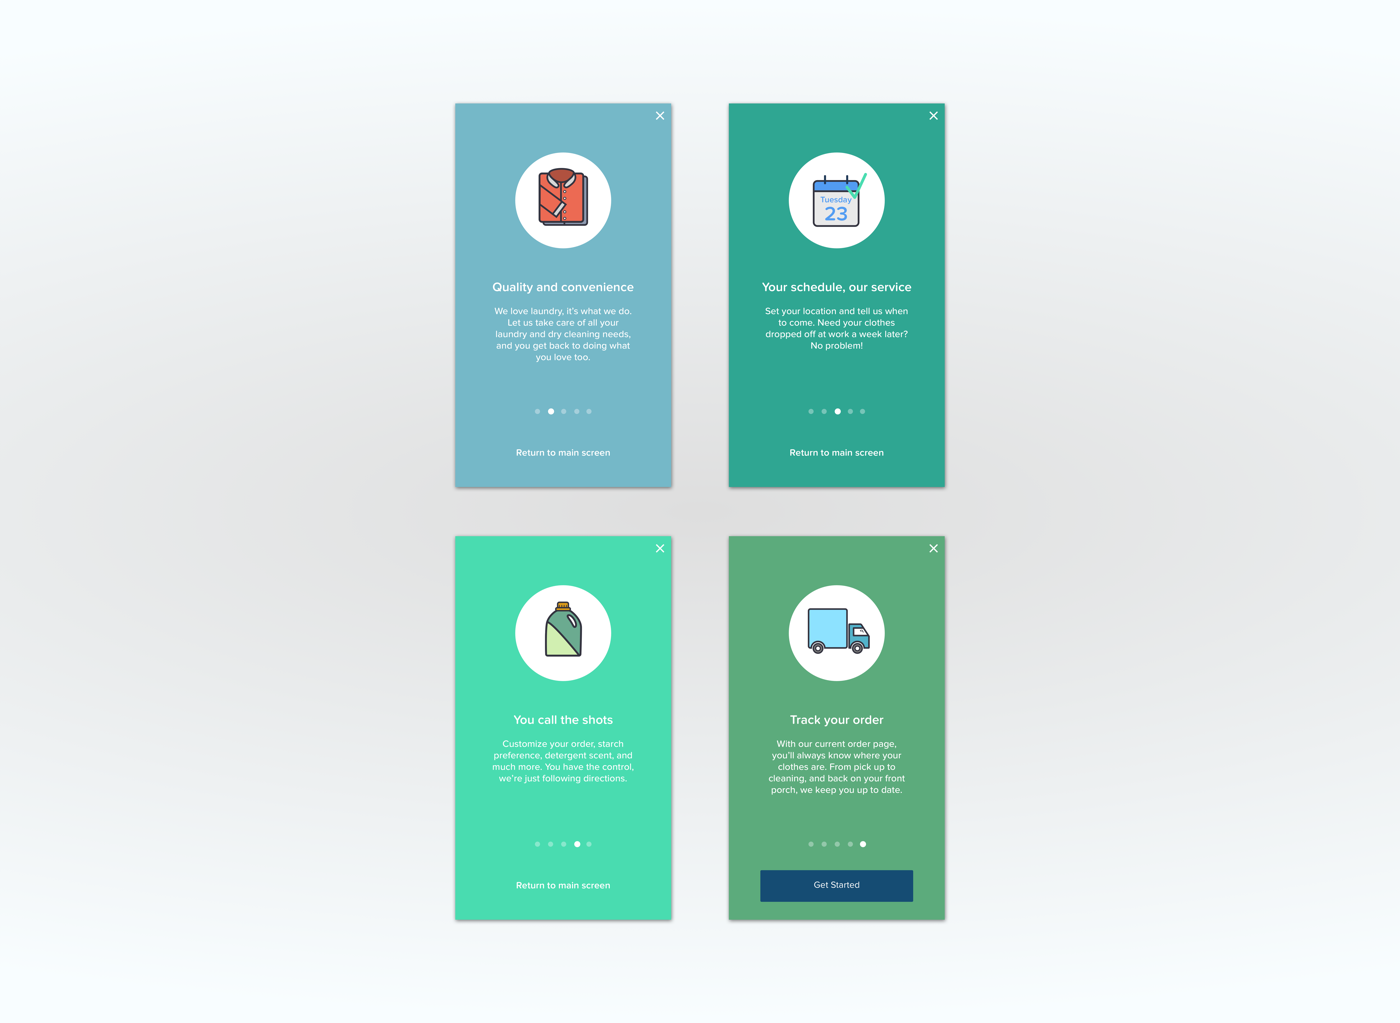 Quality and convenience
We love laundry, it's what we do.
Let us take care of all your
laundry and dry cleaning needs,
and you get back to doing what
you love too.
Return to main screen
Tuesday
23
Your schedule, our service
Set your location and tell us when
to come. Need your clothes
dropped off at work a week later?
No problem!
Return to main screen
You call the shots
Customize your order, starch
preference, detergent scent, and
much more. You have the control,
we're just following directions.
Return to main screen
Track your order
With our current order page,
you'll always know where your
clothes are. From pick up to
cleaning, and back on your front
porch, we keep you up to date.
Get Started